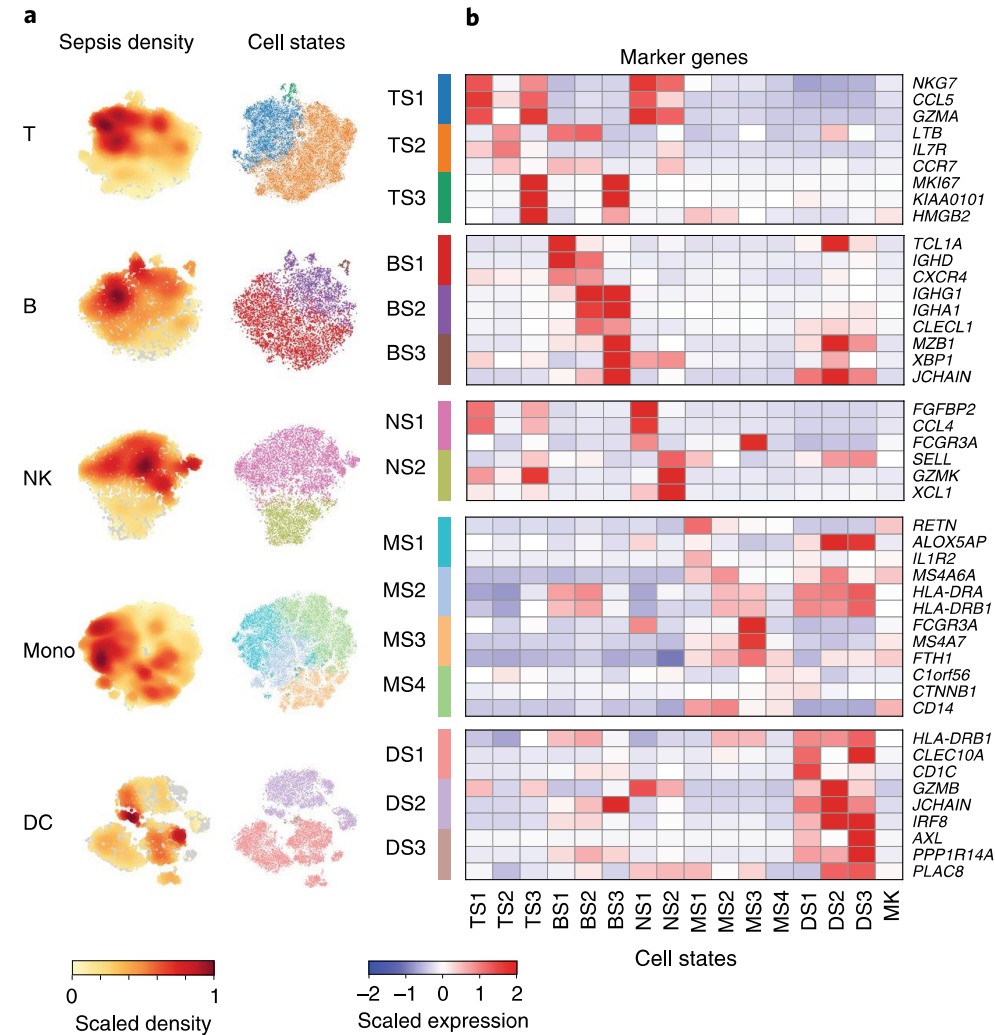 a
b
Sepsis density
Cell states
Marker genes
T
B
NK
Mono
DC
TS1
TS2
TS3
BS1
BS2
BS3
NS1
NS2
MS1
MS2
MS3
MS4
DS1
DS2
DS3
NKG7
CCL5
GZMA
LTB
IL7R
CCR7
MKI67
KIAA0101
HMGB2
TCL1A
IGHD
CXCR4
IGHG1
IGHA1
CLECL1
MZB1
XBP1
JCHAIN
FGFBP2
CCL4
FCGR3A
SELL
GZMK
XCL1
RETN
ALOX5AP
IL1R2
MS4A6A
HLA-DRA
HLA-DRB1
FCGR3A
MS4A7
FTH1
C1orf56
CTNNB1
CD14
HLA-DRB1
CLEC10A
CD1C
GZMB
JCHAIN
IRF8
AXL
PPP1R14A
PLAC8
TS1 TS2 TS3 BS1 BS2 BS3 NS1 NS2 MS1 MS2 MS3 MS4 DS1 DS2 DS3 MK
Cell states
0 1
Scaled density
−2 −1 0 1 2
Scaled expression